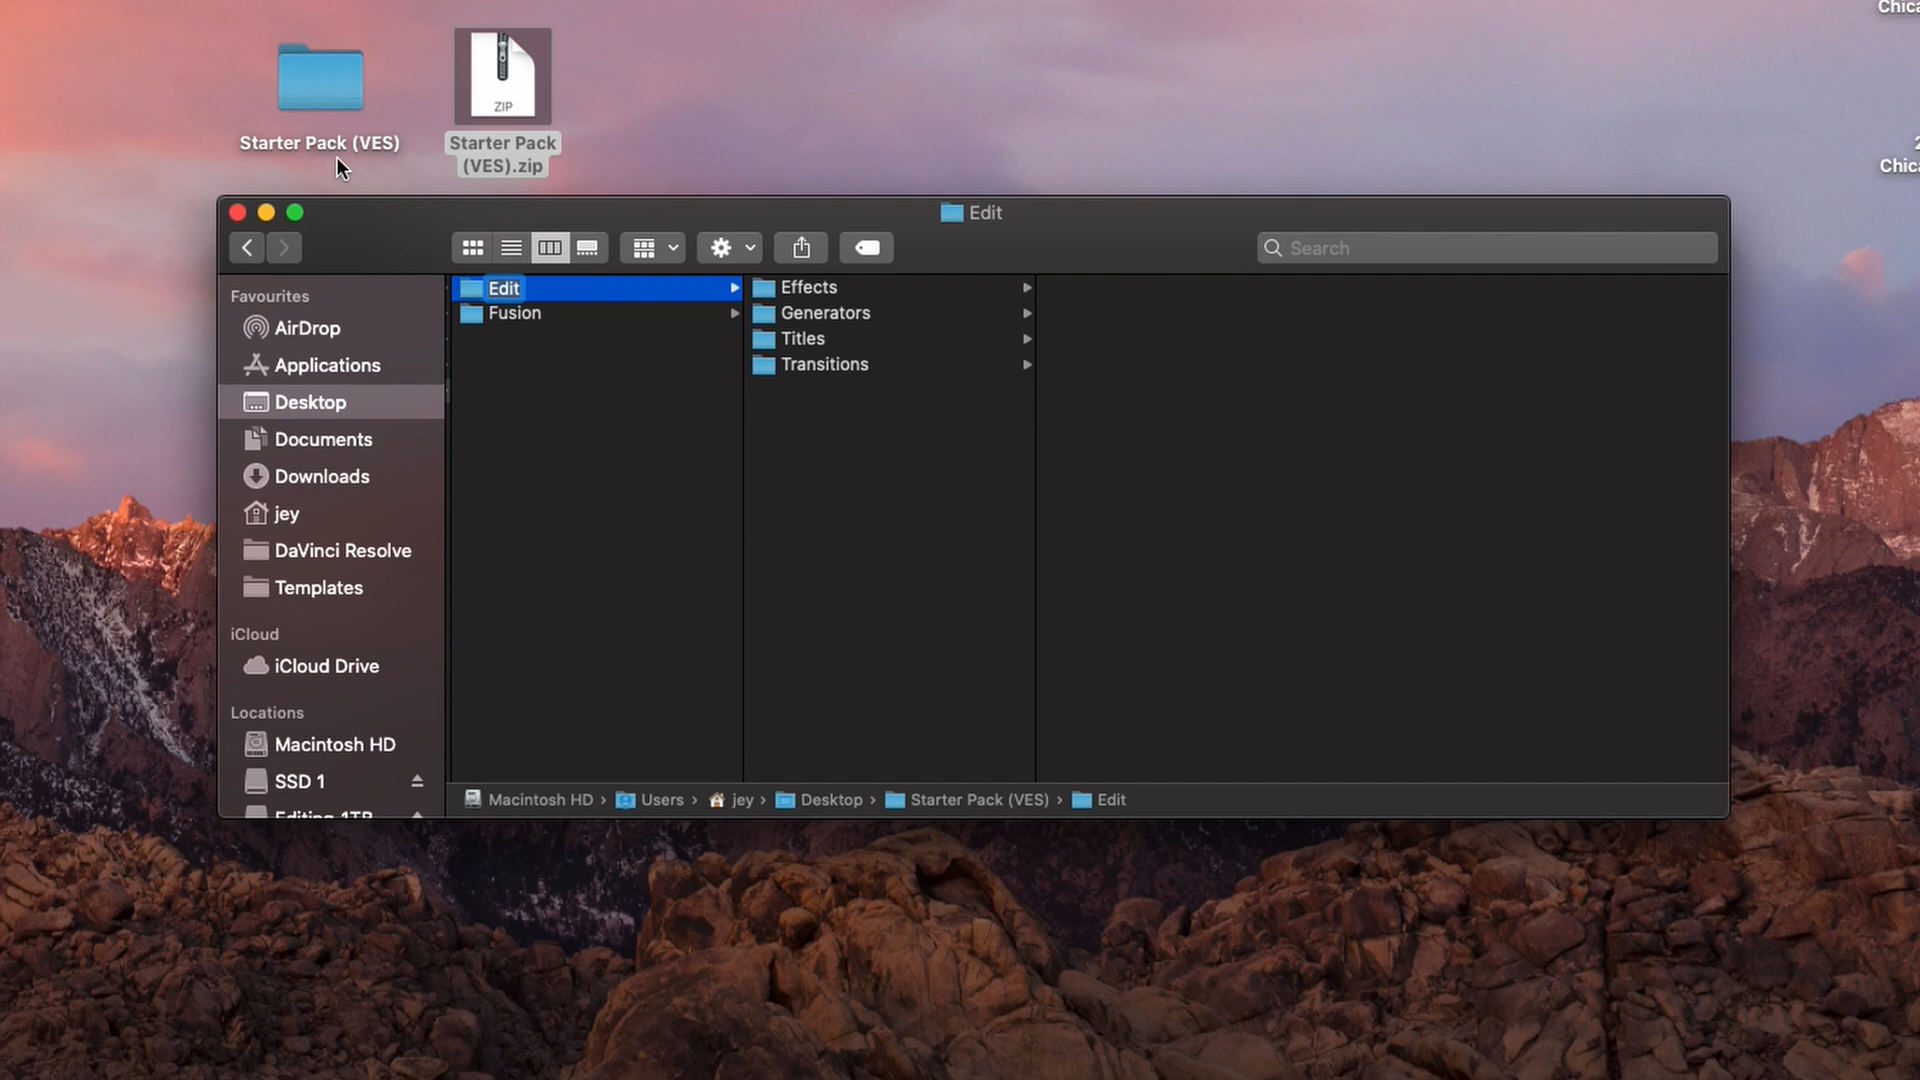 Chica
ZIP
Starter Pack (VES)
Starter Pack
(VES).zip
2
Chica
Edit
Search
Favourites
AirDrop
Applications
Desktop
Documents
Downloads
jey
DaVinci Resolve
Templates
iCloud
iCloud Drive
Locations
Macintosh HD
SSD 1
Editing 1TB
Edit
Fusion
Effects
Generators
Titles
Transitions
Macintosh HD › Users › jey › Desktop › Starter Pack (VES) › Edit